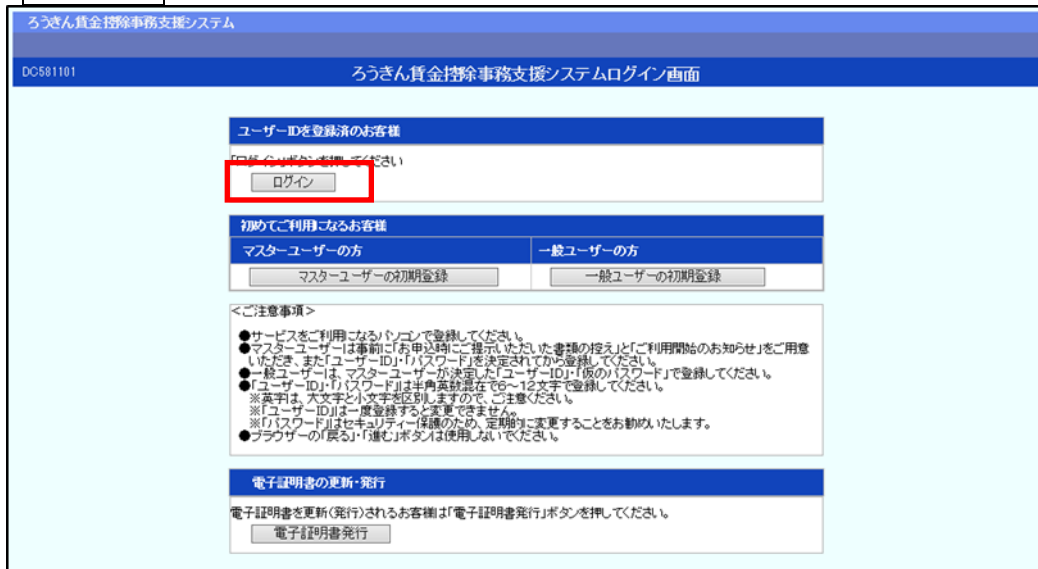 ろうきん賃金控除事務支援システム
DC581101
ろうきん賃金控除事務支援システムログイン画面
ユーザーIDを登録済のお客様
「ログイン」ボタンを押してください
ログイン
初めてご利用になるお客様
マスターユーザーの方 一般ユーザーの方
マスターユーザーの初期登録 一般ユーザーの初期登録
<ご注意事項>
●サービスをご利用になるパソコンで登録してください。
●マスターユーザーは事前に「お申込時にご提示いただいた書類の控え」と「ご利用開始のお知らせ」をご用意
いただき、また「ユーザーID」・「パスワード」を決定されてから登録してください。
●一般ユーザーは、マスターユーザーが決定した「ユーザーID」・「仮のパスワード」で登録してください。
●「ユーザーID」・「パスワード」は半角英数混在で6～12文字で登録してください。
※英字は、大文字と小文字を区別しますので、ご注意ください。
※「ユーザーID」は一度登録すると変更できません。
※「パスワード」はセキュリティー保護のため、定期的に変更することをお勧めいたします。
●ブラウザーの「戻る」・「進む」ボタンは使用しないでください。
電子証明書の更新・発行
電子証明書を更新(発行)されるお客様は「電子証明書発行」ボタンを押してください。
電子証明書発行